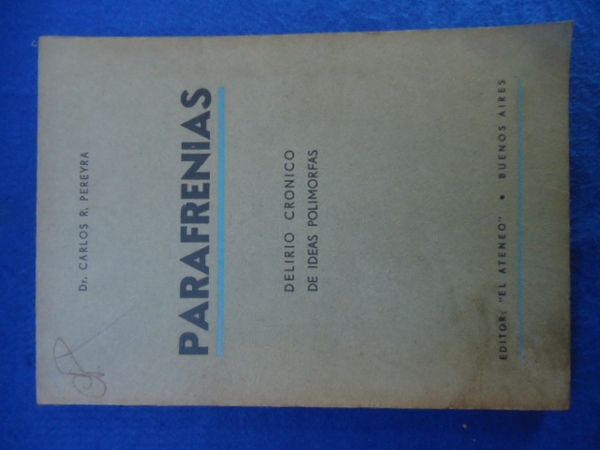 Dr. CARLOS R. PEREYRA
PARAFRENIAS
DELIRIO CRONICO
DE IDEAS POLIMORFAS
EDITOR: "EL ATENEO" • BUENOS AIRES